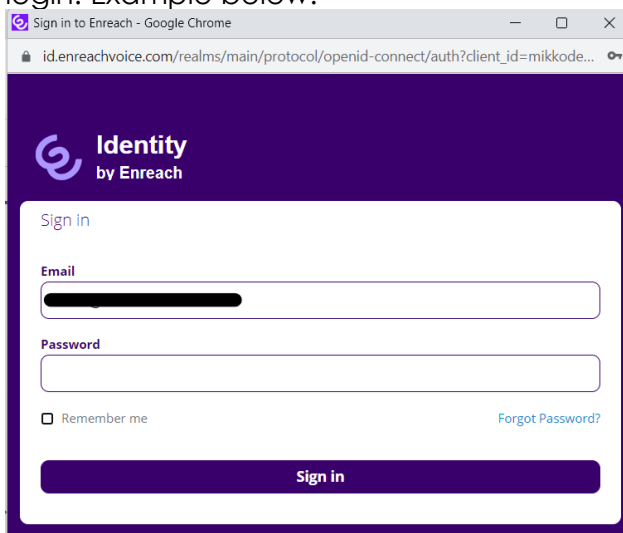 login. Example below:
Sign in to Enreach - Google Chrome
id.enreachvoice.com/realms/main/protocol/openid-connect/auth?client_id=mikkode...
Identity
by Enreach
Sign in
Email
Password
Remember me
Forgot Password?
Sign in